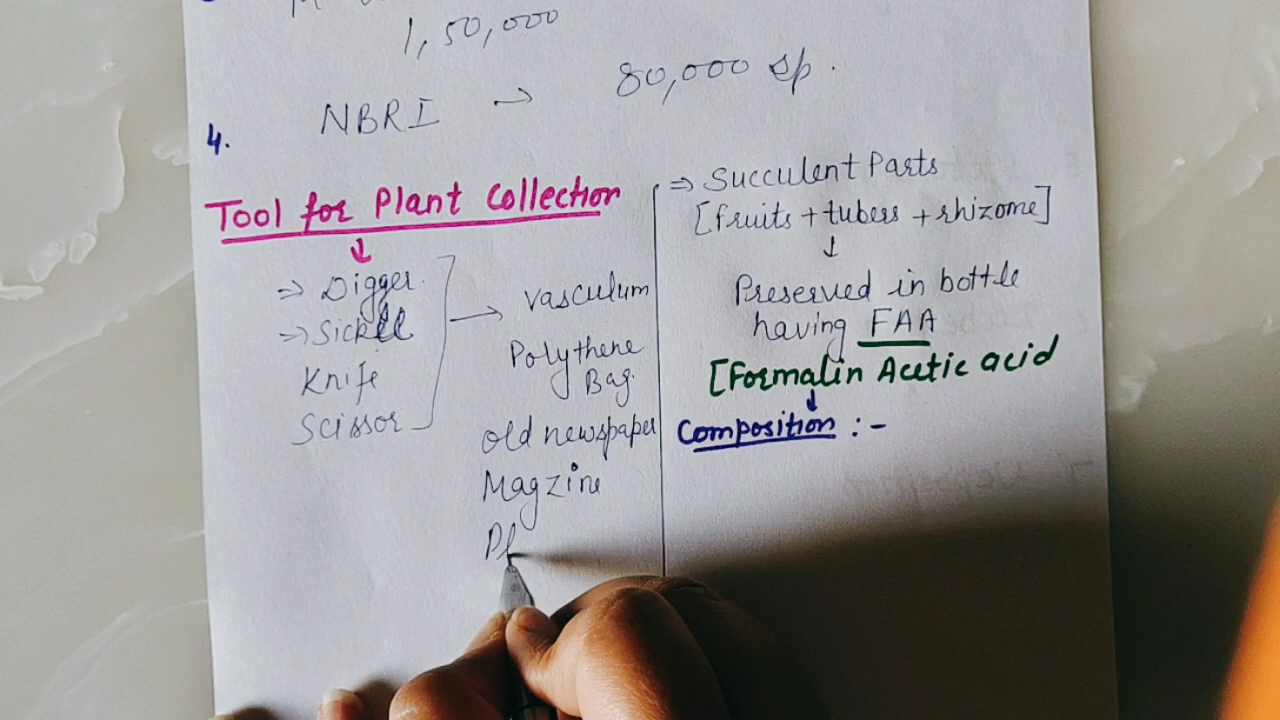 1,50,000
4. NBRI → 80,000 sp.
Tool for Plant Collection
↓
⇒ Digger.
⇒ Sickle
Knife
Scissor
→ Vasculum
Polythene
Bag.
old newspaper
Magzine
⇒ Succulent Parts
[fruits + tubers + rhizome]
↓
Preserved in bottle
having FAA
[Formalin Acetic acid
↓
Composition :-